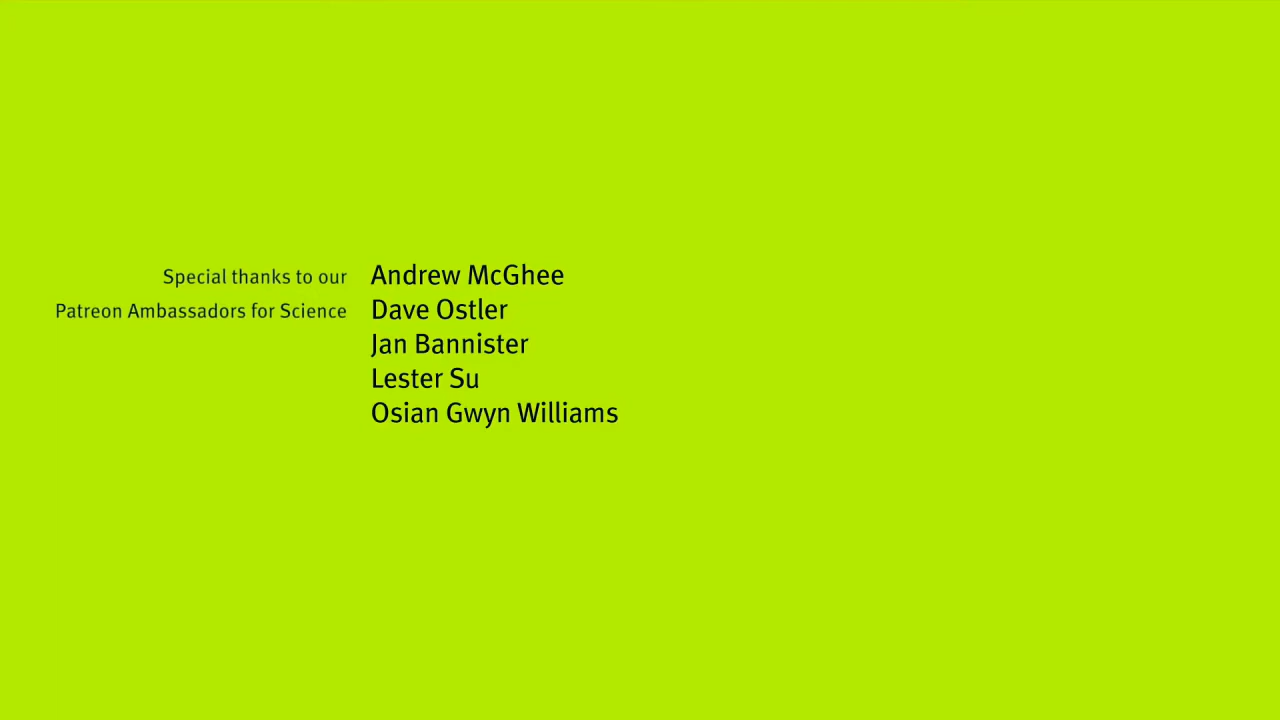 Special thanks to our Andrew McGhee
Patreon Ambassadors for Science Dave Ostler
Jan Bannister
Lester Su
Osian Gwyn Williams